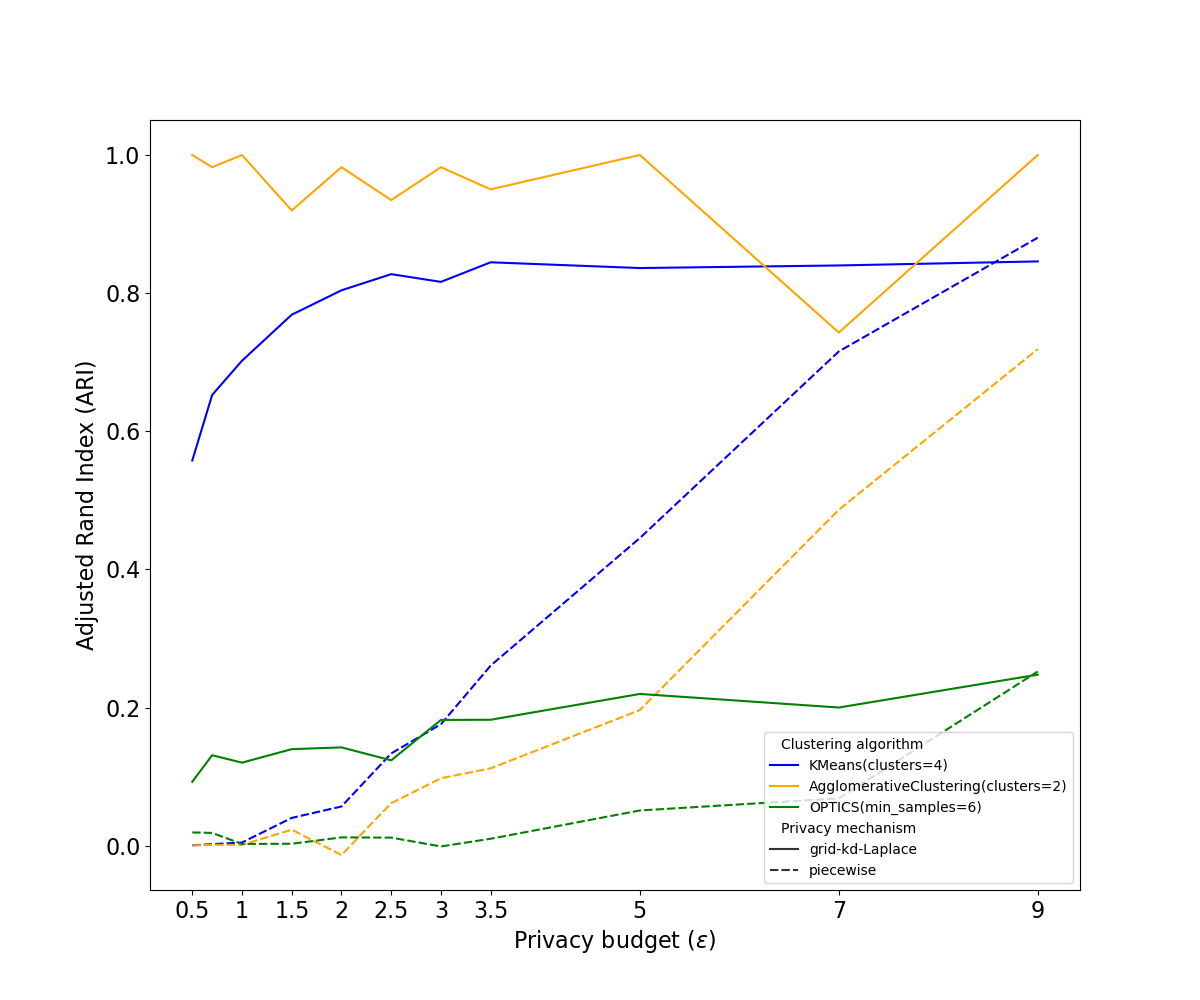 1.0
0.8
0.6
0.4
0.2
0.0
Adjusted Rand Index (ARI)
0.5 1 1.5 2 2.5 3 3.5 5 7 9
Privacy budget (ε)
Clustering algorithm
KMeans(clusters=4)
AgglomerativeClustering(clusters=2)
OPTICS(min_samples=6)
Privacy mechanism
grid-kd-Laplace
piecewise